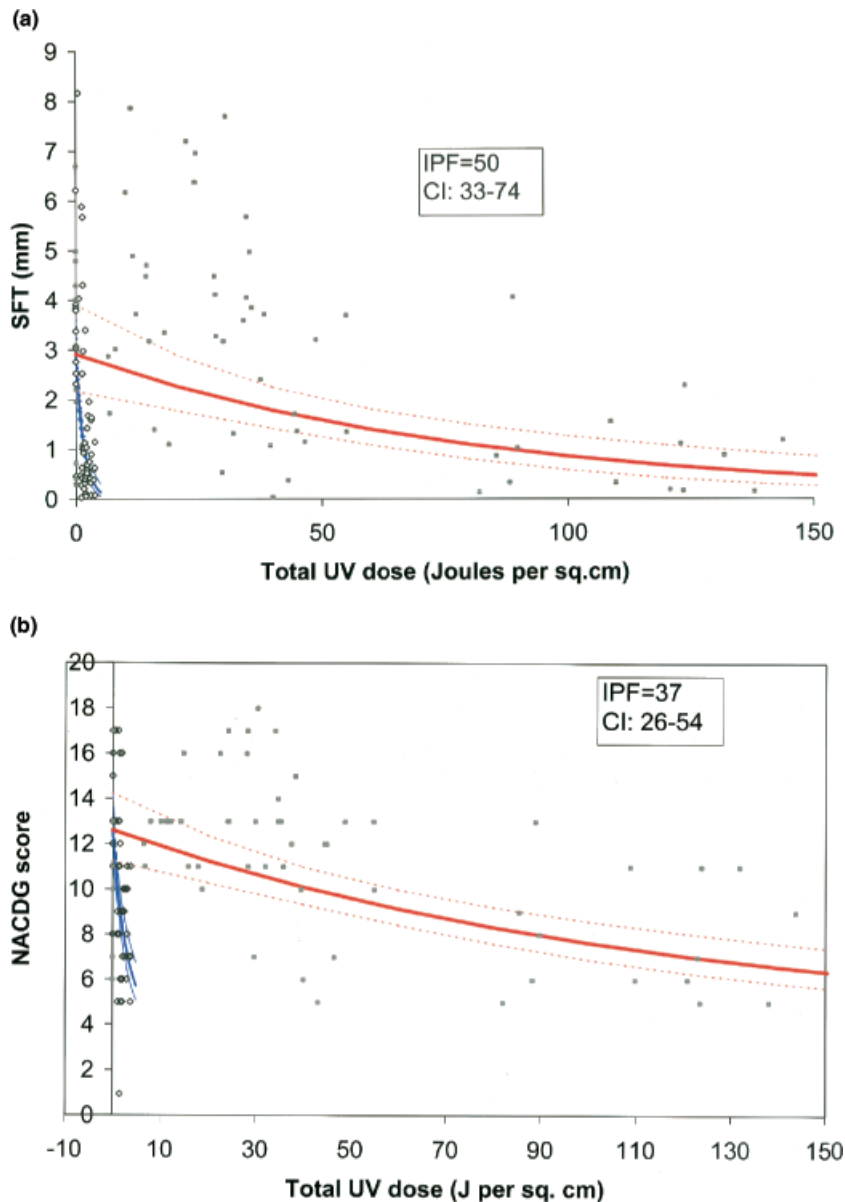 (a)
9
8
7
6
5
4
3
2
1
0
SFT (mm)
IPF=50
CI: 33-74
0 50 100 150
Total UV dose (Joules per sq.cm)
(b)
20
18
16
14
12
10
8
6
4
2
0
NACDG score
IPF=37
CI: 26-54
-10 10 30 50 70 90 110 130 150
Total UV dose (J per sq. cm)